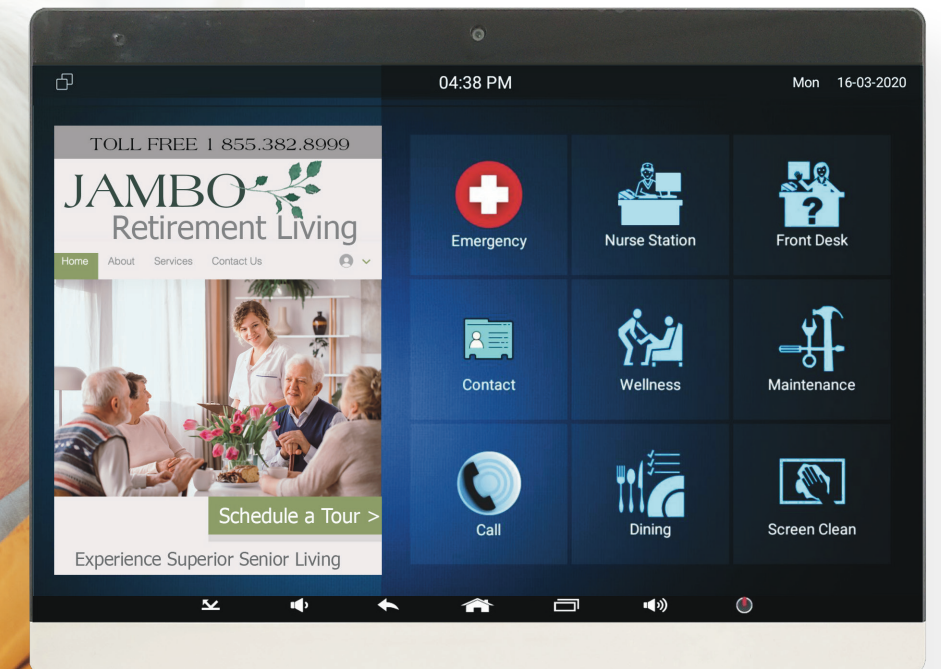 04:38 PM
Mon 16-03-2020
TOLL FREE 1 855.382.8999
JAMBO
Retirement Living
Home About Services Contact Us
Schedule a Tour >
Experience Superior Senior Living
Emergency
Nurse Station
?
Front Desk
Contact
Wellness
Maintenance
Call
Dining
Screen Clean